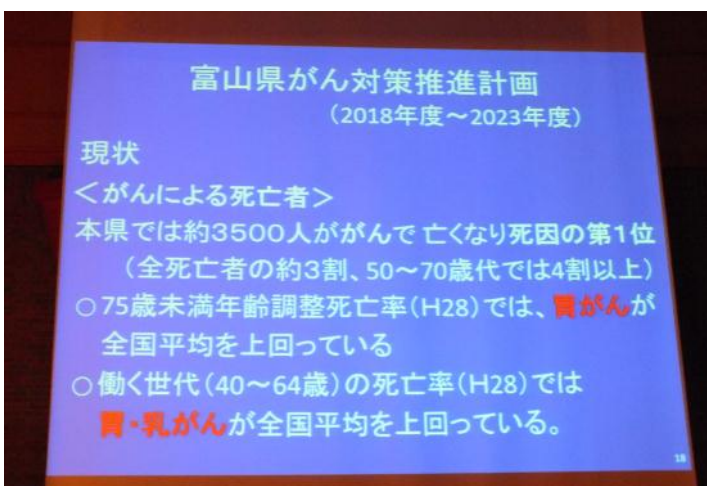 富山県がん対策推進計画
（2018年度～2023年度）
現状
＜がんによる死亡者＞
本県では約3500人ががんで亡くなり死因の第1位
（全死亡者の約3割、50～70歳代では4割以上）
○75歳未満年齢調整死亡率（H28）では、胃がんが
全国平均を上回っている
○働く世代（40～64歳）の死亡率（H28）では
胃・乳がんが全国平均を上回っている。
18